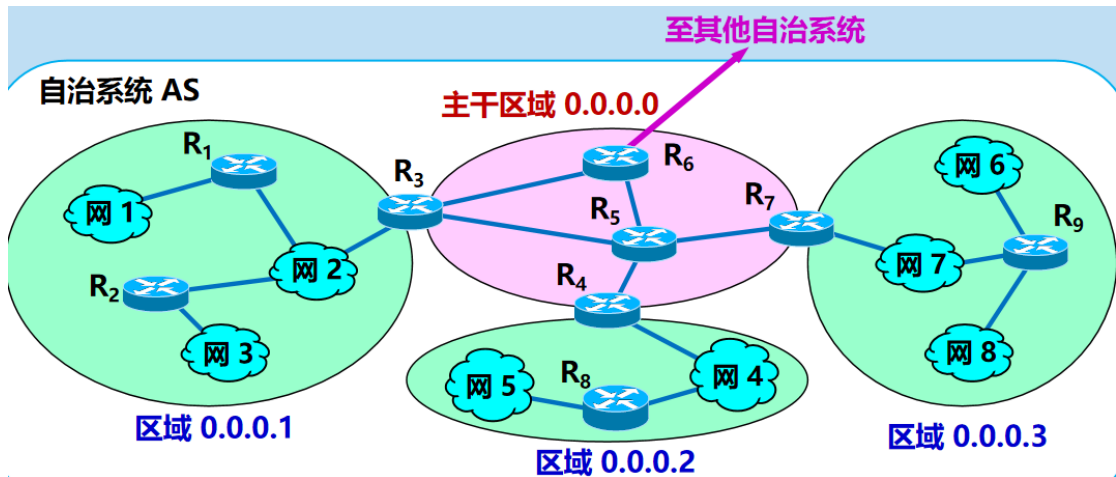 至其他自治系统
自治系统 AS
主干区域 0.0.0.0
R1
R3
R6
网 6
网 1
R5
R7
R9
网 2
网 7
R2
R4
网 3
网 8
网 5
R8
网 4
区域 0.0.0.1
区域 0.0.0.2
区域 0.0.0.3